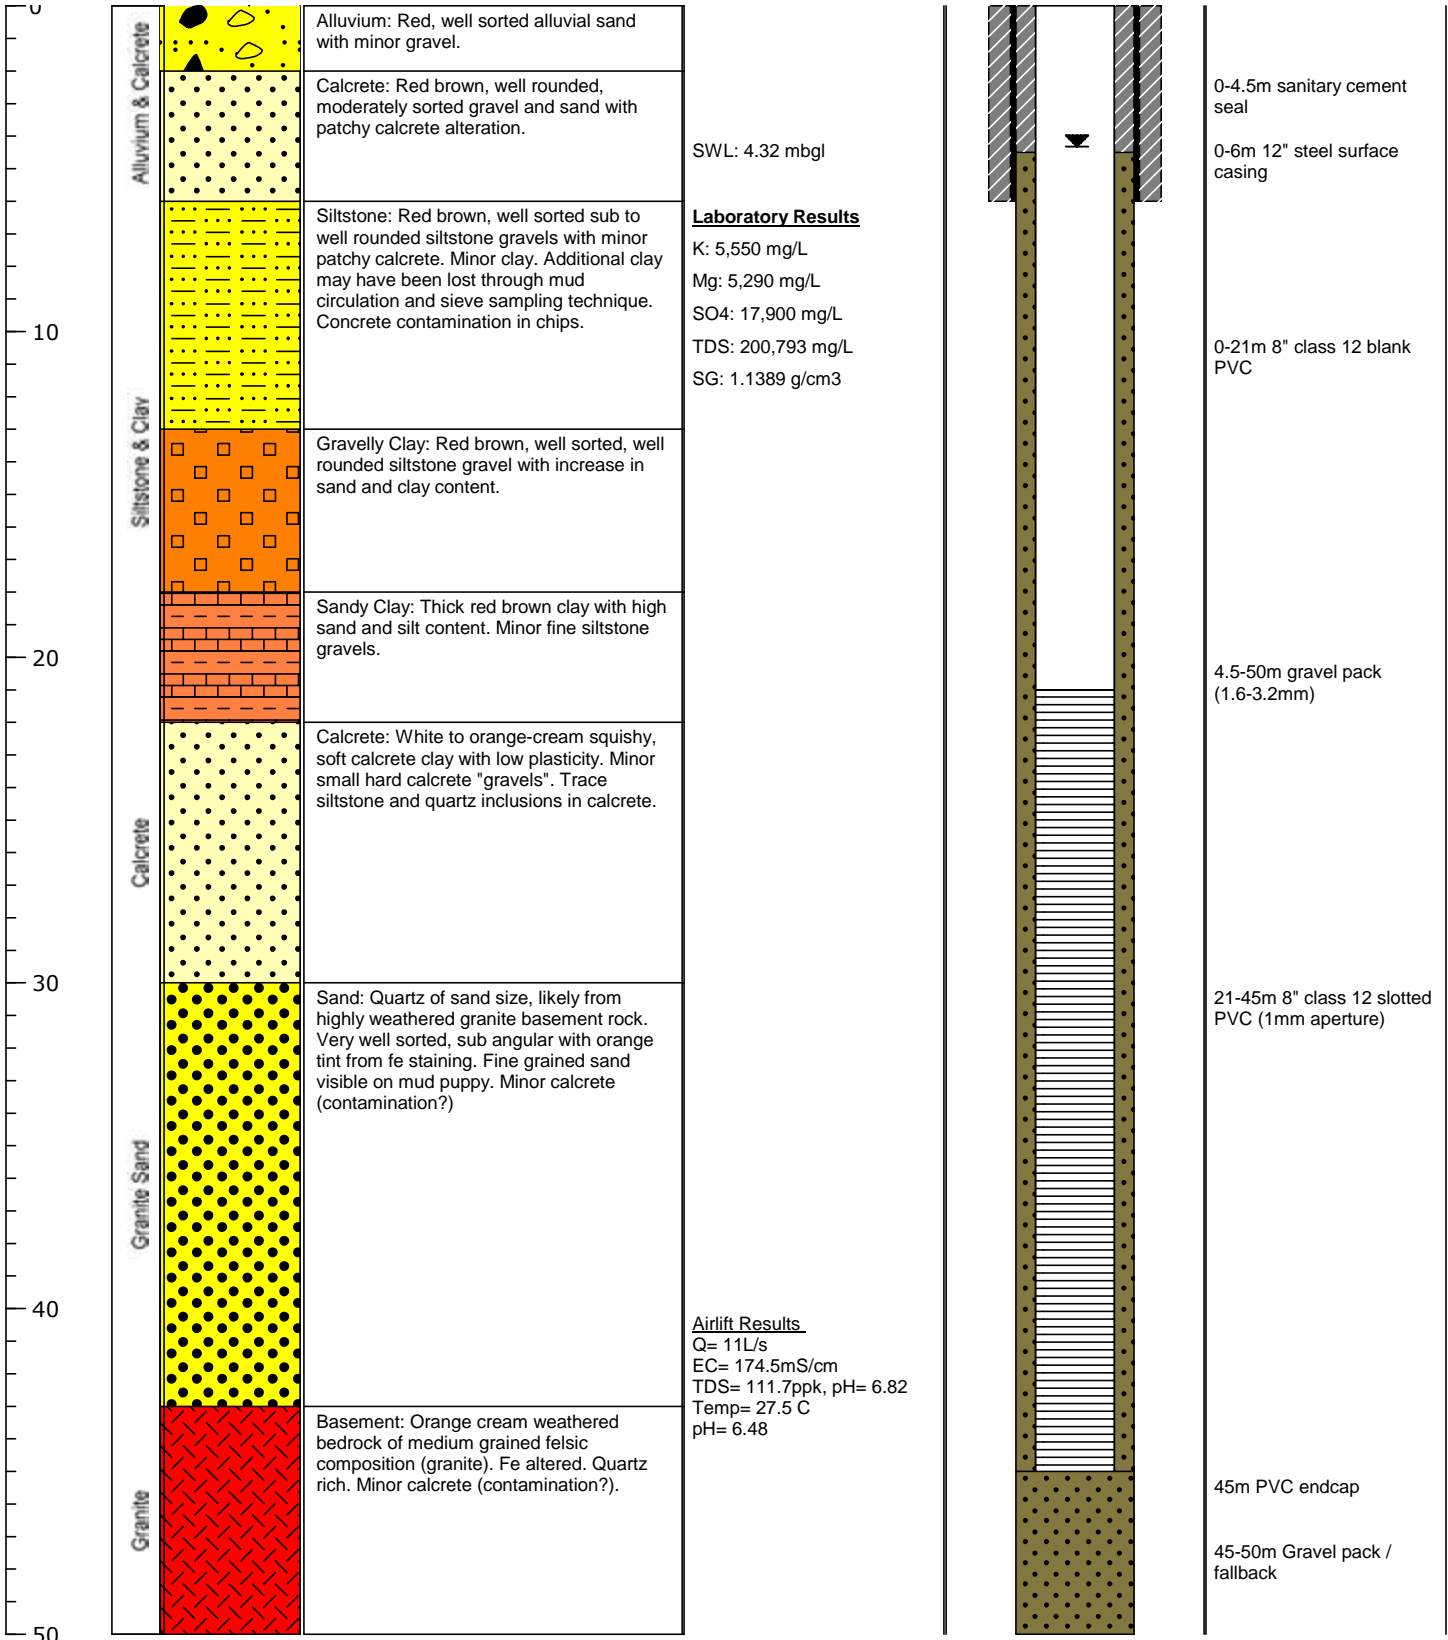 0
10
20
30
40
50
Alluvium & Calcrete
Siltstone & Clay
Calcrete
Granite Sand
Granite
Alluvium: Red, well sorted alluvial sand
with minor gravel.
Calcrete: Red brown, well rounded,
moderately sorted gravel and sand with
patchy calcrete alteration.
Siltstone: Red brown, well sorted sub to
well rounded siltstone gravels with minor
patchy calcrete. Minor clay. Additional clay
may have been lost through mud
circulation and sieve sampling technique.
Concrete contamination in chips.
Gravelly Clay: Red brown, well sorted, well
rounded siltstone gravel with increase in
sand and clay content.
Sandy Clay: Thick red brown clay with high
sand and silt content. Minor fine siltstone
gravels.
Calcrete: White to orange-cream squishy,
soft calcrete clay with low plasticity. Minor
small hard calcrete "gravels". Trace
siltstone and quartz inclusions in calcrete.
Sand: Quartz of sand size, likely from
highly weathered granite basement rock.
Very well sorted, sub angular with orange
tint from fe staining. Fine grained sand
visible on mud puppy. Minor calcrete
(contamination?)
Basement: Orange cream weathered
bedrock of medium grained felsic
composition (granite). Fe altered. Quartz
rich. Minor calcrete (contamination?).
SWL: 4.32 mbgl
Laboratory Results
K: 5,550 mg/L
Mg: 5,290 mg/L
SO4: 17,900 mg/L
TDS: 200,793 mg/L
SG: 1.1389 g/cm3
Airlift Results
Q= 11L/s
EC= 174.5mS/cm
TDS= 111.7ppk, pH= 6.82
Temp= 27.5 C
pH= 6.48
0-4.5m sanitary cement
seal
0-6m 12" steel surface
casing
0-21m 8" class 12 blank
PVC
4.5-50m gravel pack
(1.6-3.2mm)
21-45m 8" class 12 slotted
PVC (1mm aperture)
45m PVC endcap
45-50m Gravel pack /
fallback